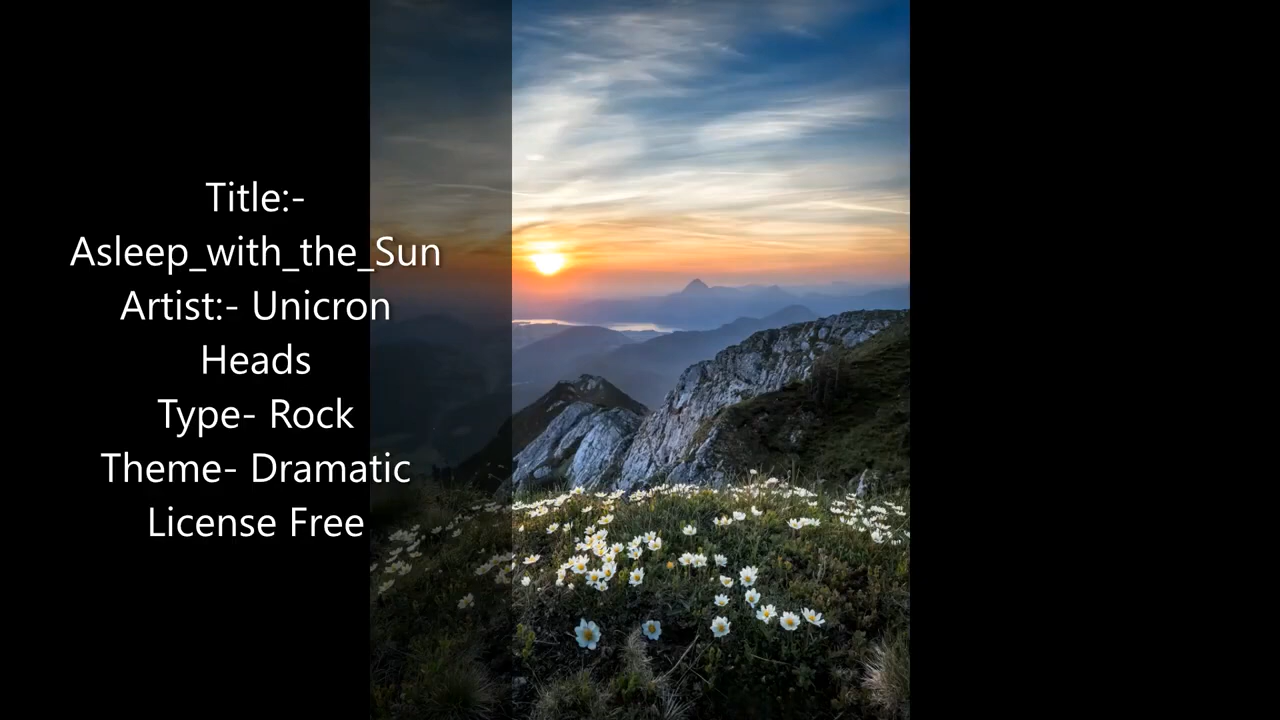 Title:-
Asleep_with_the_Sun
Artist:- Unicron
Heads
Type- Rock
Theme- Dramatic
License Free